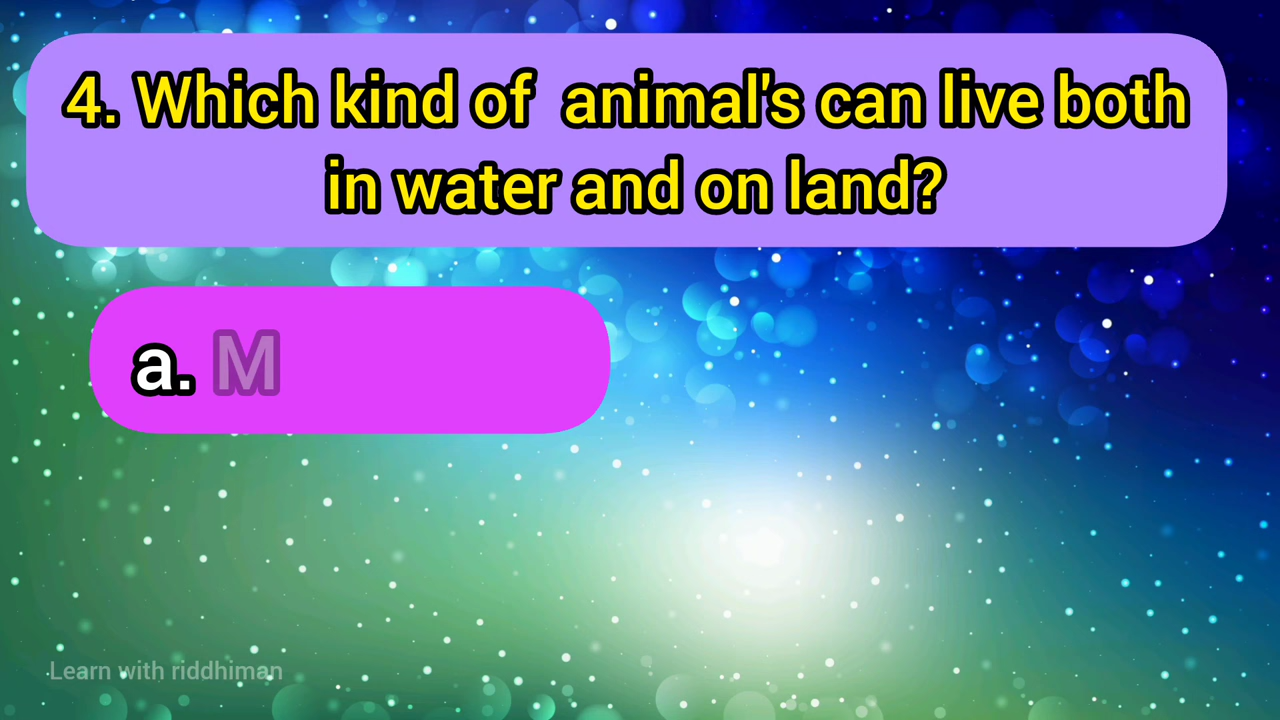 4. Which kind of  animal's can live both
in water and on land?
a. M
Learn with riddhiman